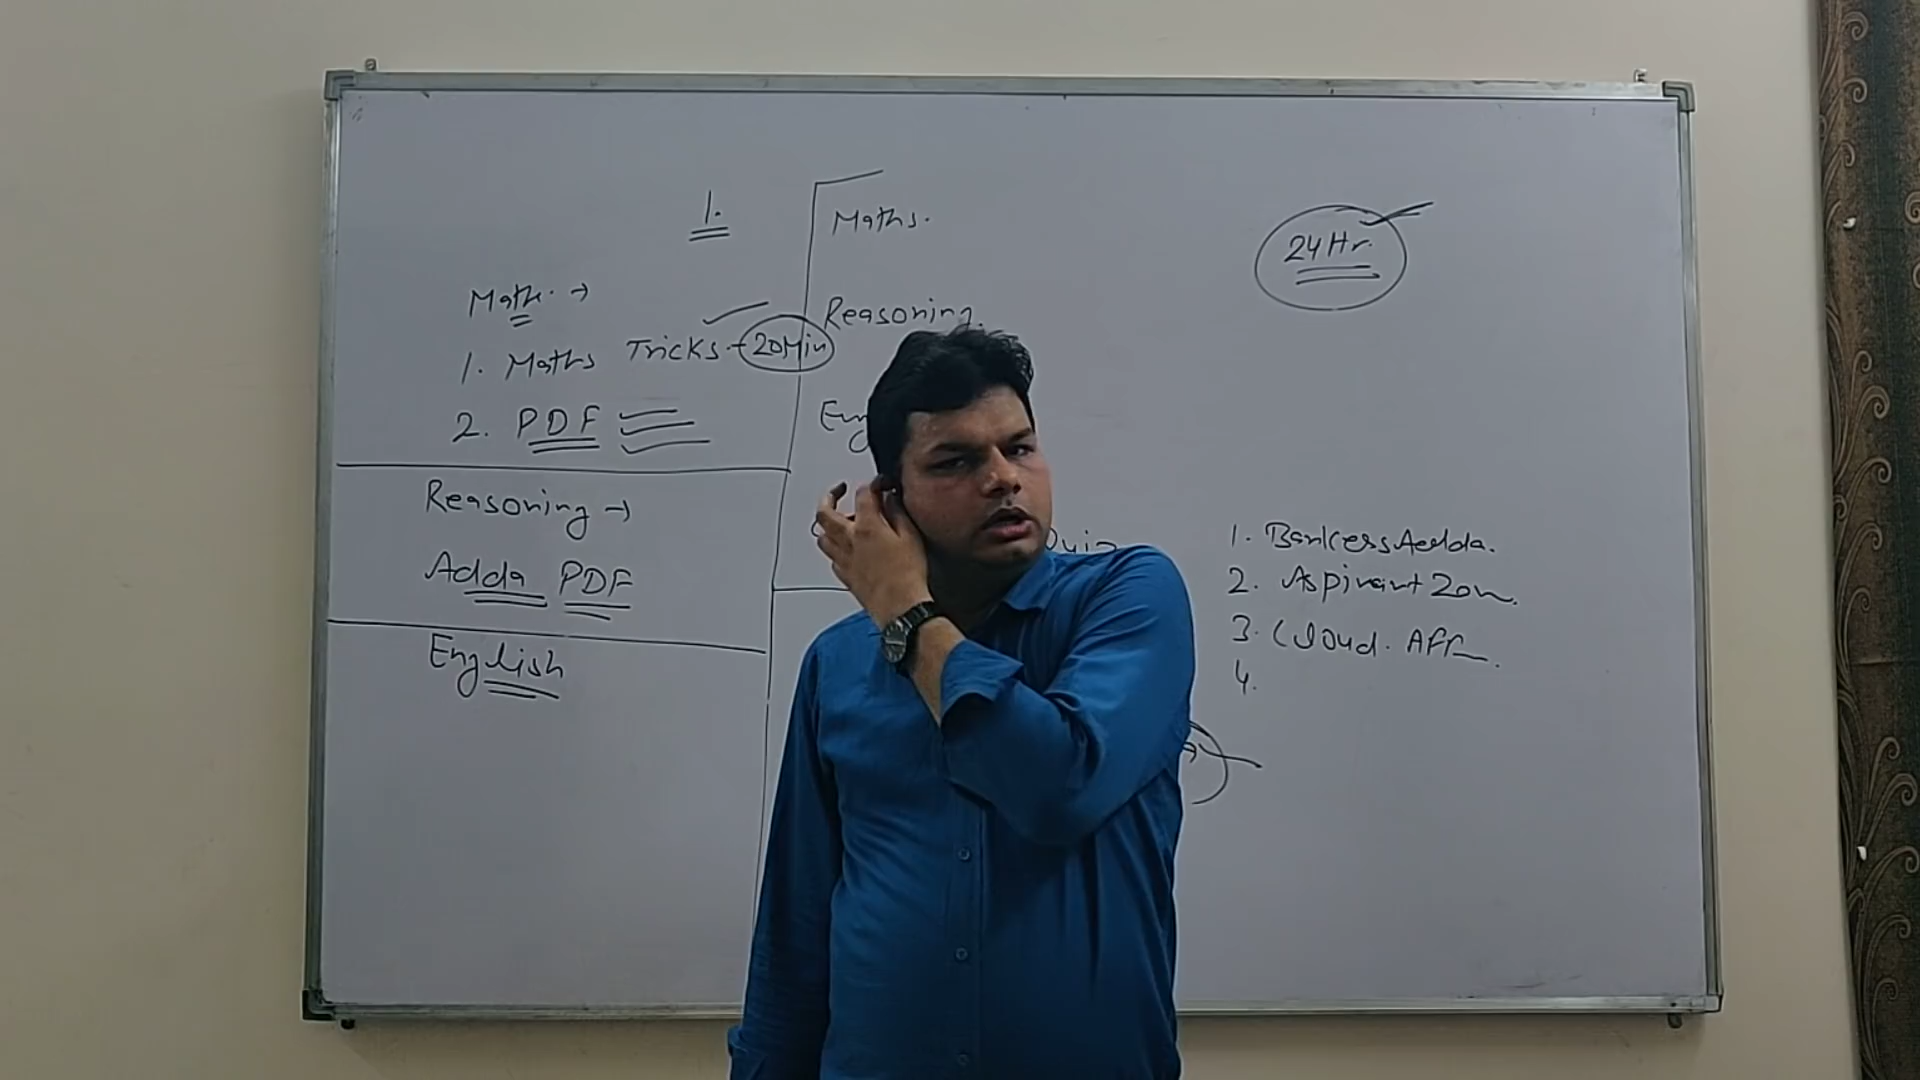 1.
Math. →
1. Maths Tricks - 20Min
2. PDF
Reasoning →
Adda PDF
English
Maths.
Reasoning.
24Hr.
1. BankersAdda.
2. Aspirant Zon
3. Cloud. Aff
4.